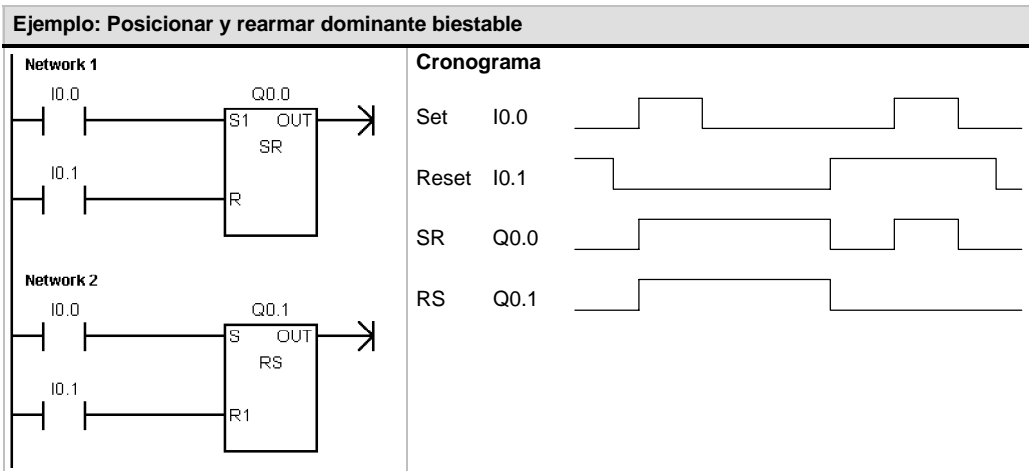 Ejemplo: Posicionar y rearmar dominante biestable
Network 1
I0.0
Q0.0
S1 OUT
SR
I0.1
R
Network 2
I0.0
Q0.1
S OUT
RS
I0.1
R1
Cronograma
Set I0.0
Reset I0.1
SR Q0.0
RS Q0.1